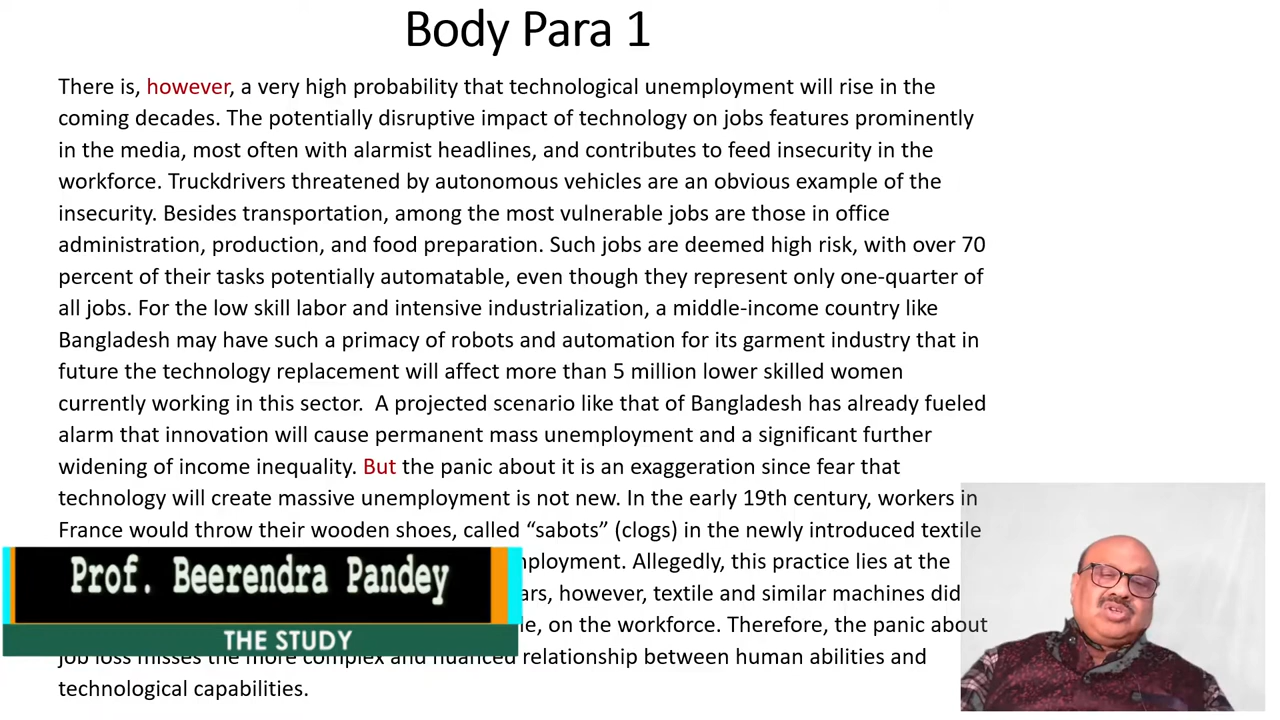 Body Para 1
There is, however, a very high probability that technological unemployment will rise in the
coming decades. The potentially disruptive impact of technology on jobs features prominently
in the media, most often with alarmist headlines, and contributes to feed insecurity in the
workforce. Truckdrivers threatened by autonomous vehicles are an obvious example of the
insecurity. Besides transportation, among the most vulnerable jobs are those in office
administration, production, and food preparation. Such jobs are deemed high risk, with over 70
percent of their tasks potentially automatable, even though they represent only one-quarter of
all jobs. For the low skill labor and intensive industrialization, a middle-income country like
Bangladesh may have such a primacy of robots and automation for its garment industry that in
future the technology replacement will affect more than 5 million lower skilled women
currently working in this sector.  A projected scenario like that of Bangladesh has already fueled
alarm that innovation will cause permanent mass unemployment and a significant further
widening of income inequality. But the panic about it is an exaggeration since fear that
technology will create massive unemployment is not new. In the early 19th century, workers in
France would throw their wooden shoes, called “sabots” (clogs) in the newly introduced textile
Allegedly, this practice lies at the
however, textile and similar machines did
on the workforce. Therefore, the panic about
job loss misses the more complex and nuanced relationship between human abilities and
technological capabilities.
Prof. Beerendra Pandey
THE STUDY